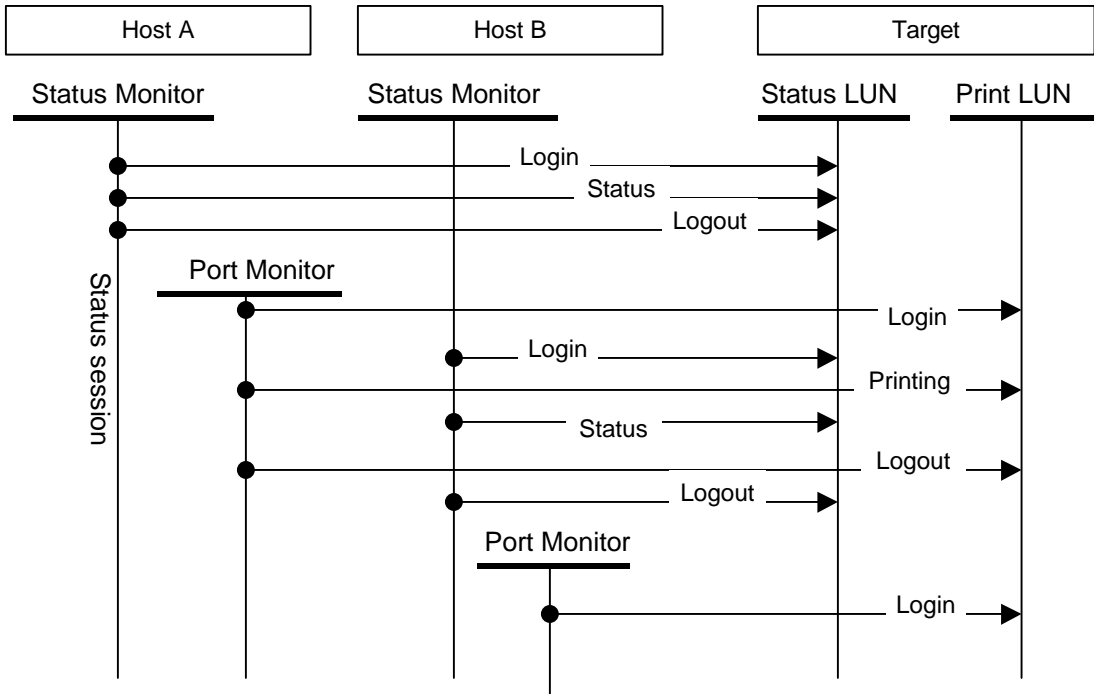 Host A
Host B
Target
Status Monitor
Status Monitor
Status LUN
Print LUN
Login
Status
Logout
Status session
Port Monitor
Login
Login
Printing
Status
Logout
Logout
Port Monitor
Login